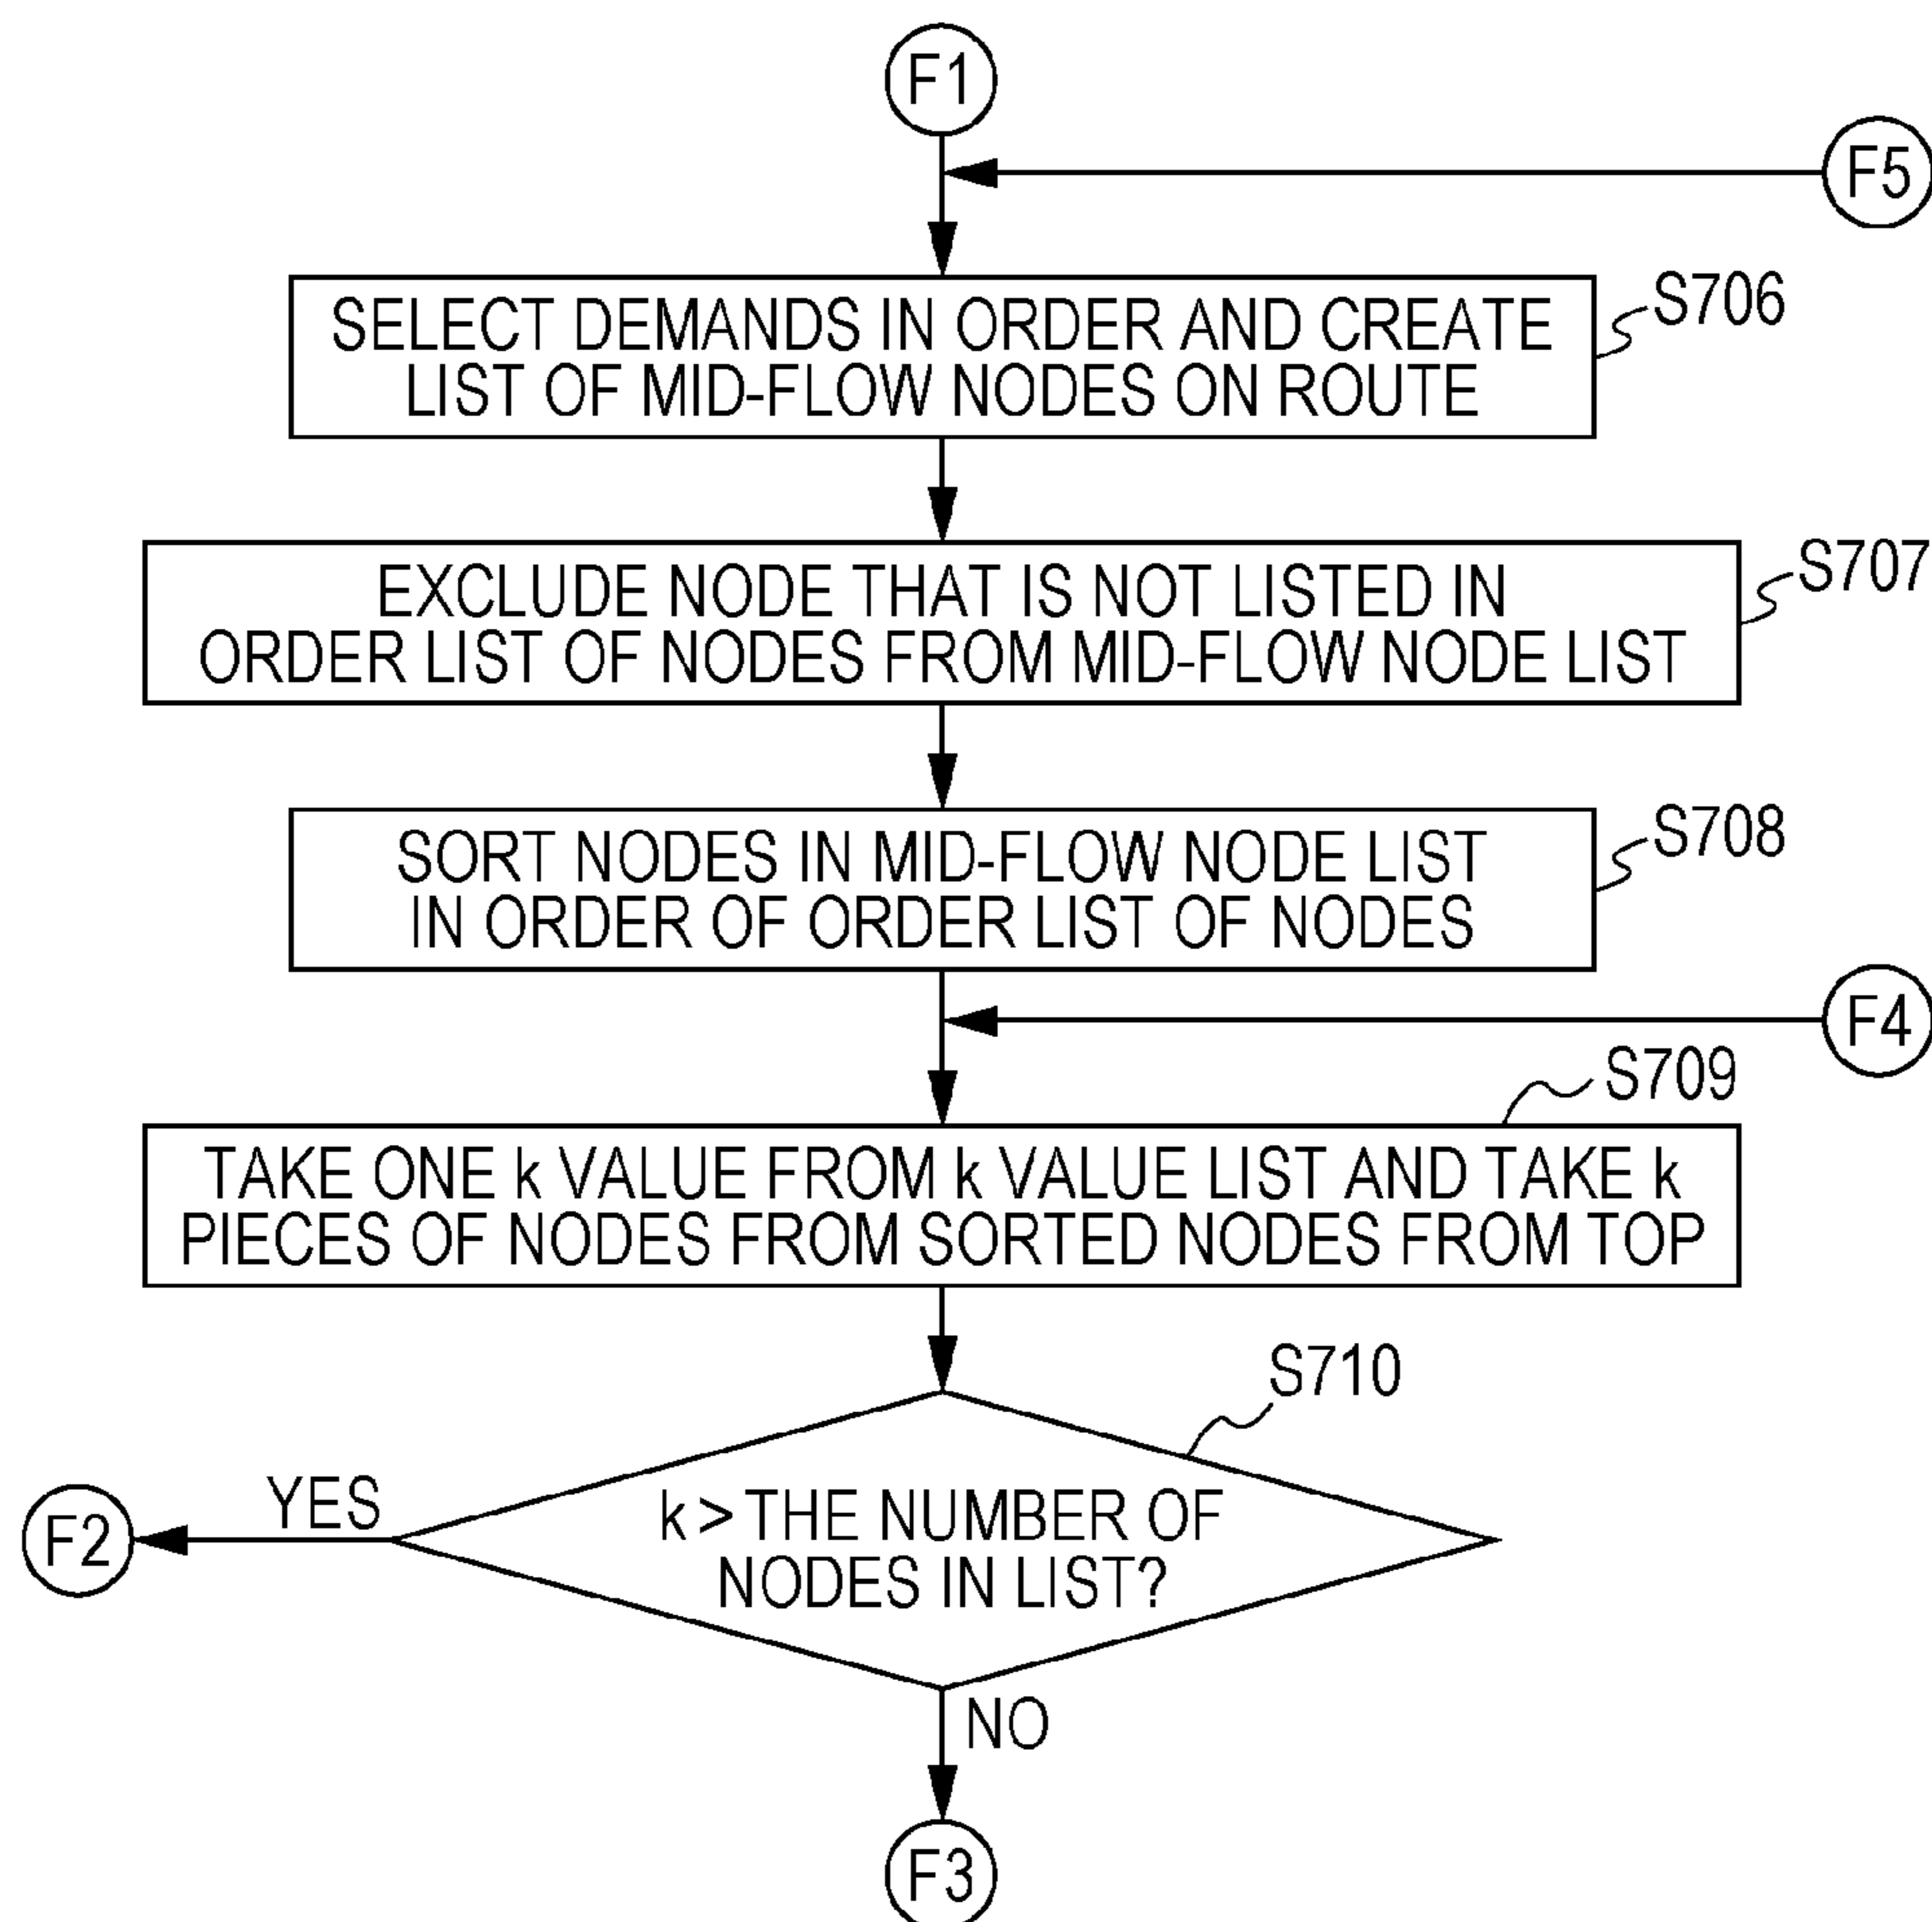 F1
F5
S706
SELECT DEMANDS IN ORDER AND CREATE
LIST OF MID-FLOW NODES ON ROUTE
S707
EXCLUDE NODE THAT IS NOT LISTED IN
ORDER LIST OF NODES FROM MID-FLOW NODE LIST
S708
SORT NODES IN MID-FLOW NODE LIST
IN ORDER OF ORDER LIST OF NODES
F4
S709
TAKE ONE k VALUE FROM k VALUE LIST AND TAKE k
PIECES OF NODES FROM SORTED NODES FROM TOP
S710
k > THE NUMBER OF
NODES IN LIST?
YES
F2
NO
F3